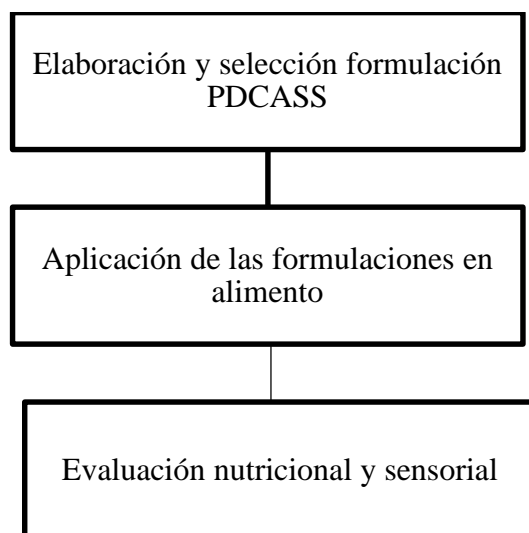 Elaboración y selección formulación
PDCASS
Aplicación de las formulaciones en
alimento
Evaluación nutricional y sensorial